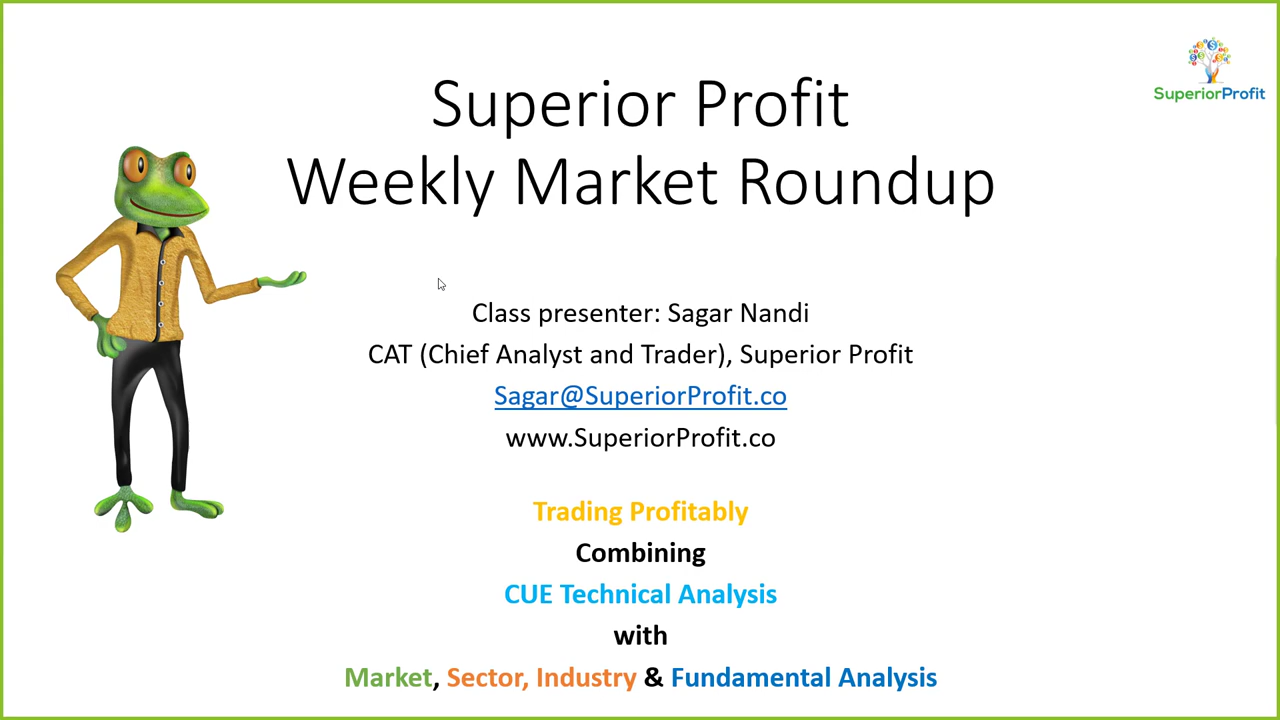 SuperiorProfit
Superior Profit
Weekly Market Roundup
Class presenter: Sagar Nandi
CAT (Chief Analyst and Trader), Superior Profit
Sagar@SuperiorProfit.co
www.SuperiorProfit.co
Trading Profitably
Combining
CUE Technical Analysis
with
Market, Sector, Industry & Fundamental Analysis